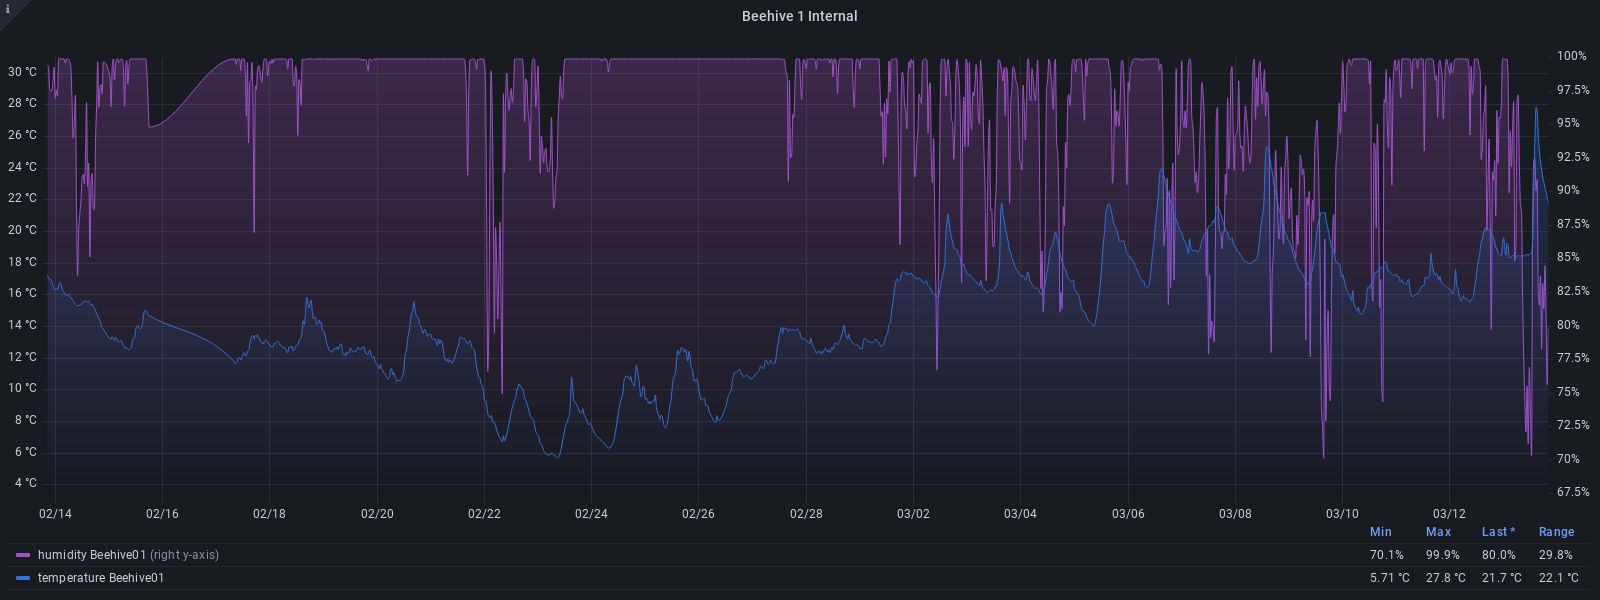 i
Beehive 1 Internal
30 °C
28 °C
26 °C
24 °C
22 °C
20 °C
18 °C
16 °C
14 °C
12 °C
10 °C
8 °C
6 °C
4 °C
100%
97.5%
95%
92.5%
90%
87.5%
85%
82.5%
80%
77.5%
75%
72.5%
70%
67.5%
02/14 02/16 02/18 02/20 02/22 02/24 02/26 02/28 03/02 03/04 03/06 03/08 03/10 03/12
Min Max Last * Range
humidity Beehive01 (right y-axis) 70.1% 99.9% 80.0% 29.8%
temperature Beehive01 5.71 °C 27.8 °C 21.7 °C 22.1 °C